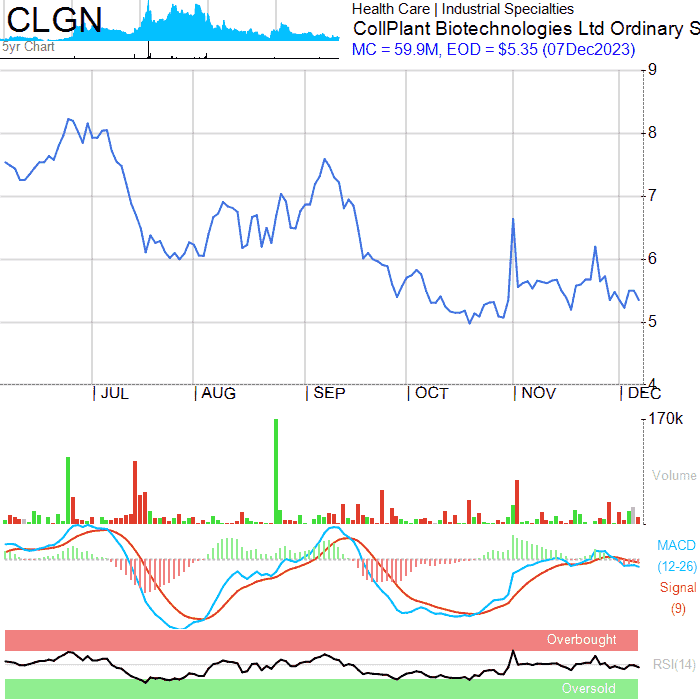 CLGN
5yr Chart
Health Care | Industrial Specialties
CollPlant Biotechnologies Ltd Ordinary S
MC = 59.9M, EOD = $5.35 (07Dec2023)
9
8
7
6
5
4
JUL AUG SEP OCT NOV DEC
170k
Volume
MACD
(12-26)
Signal
(9)
Overbought
RSI(14)
Oversold